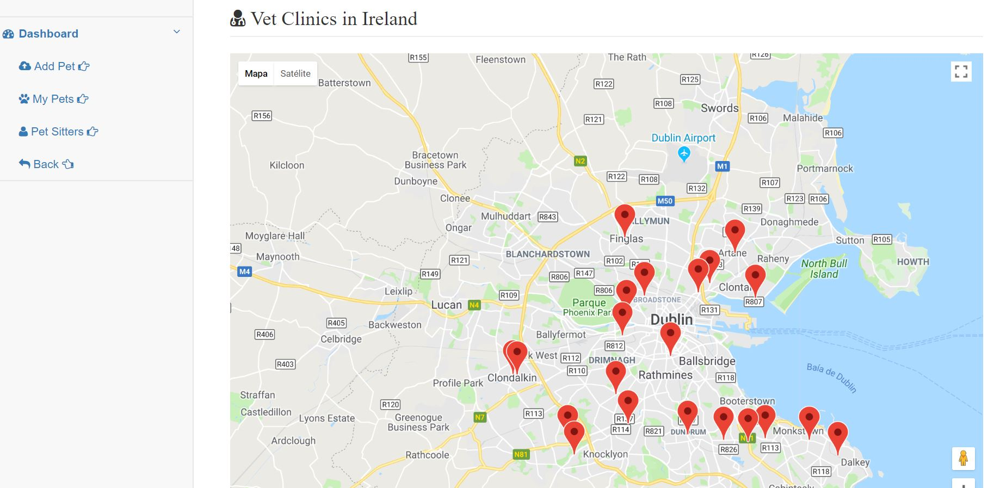 Vet Clinics in Ireland
Dashboard
Add Pet
My Pets
Pet Sitters
Back
Mapa
Satélite
R155
Fleenstown
The Rath
R126
Batterstown
R122
R125
R108
Swords
R156
R121
R106
Malahide
R106
Dublin Airport
Bracetown
Business Park
N2
Kilcloon
M1
Portmarnock
Dunboyne
R122
R108
R132
R107
Clonee
M50
R123
R106
R139
Mulhuddart
R843
LLYMUN
Donaghmede
Ongar
Moyglare Hall
Finglas
Sutton
R105
48
Maynooth
BLANCHARDSTOWN
Artane
Raheny
R121
R102
North Bull
Island
HOWTH
M4
R149
R806
R147
3
Clonta
Leixlip
R109
R806
BROADSTONE
R807
Lucan
N4
Parque
Phoenix Par
R131
Dublin
R405
Backweston
R406
Celbridge
Ballyfermot
R812
k West
R112
DRIMNAGH
Ballsbridge
R403
R110
Rathmines
R118
Clondalkin
Profile Park
Baía de Dublin
Straffan
R120
Booterstown
Castledillon
Lyons Estate
Greenogue
Business Park
N7
R113
R114
R821
DUNDRUM
Monkstown
Ardclough
R826
R113
Rathcoole
N81
Knocklyon
Dalkey
R118